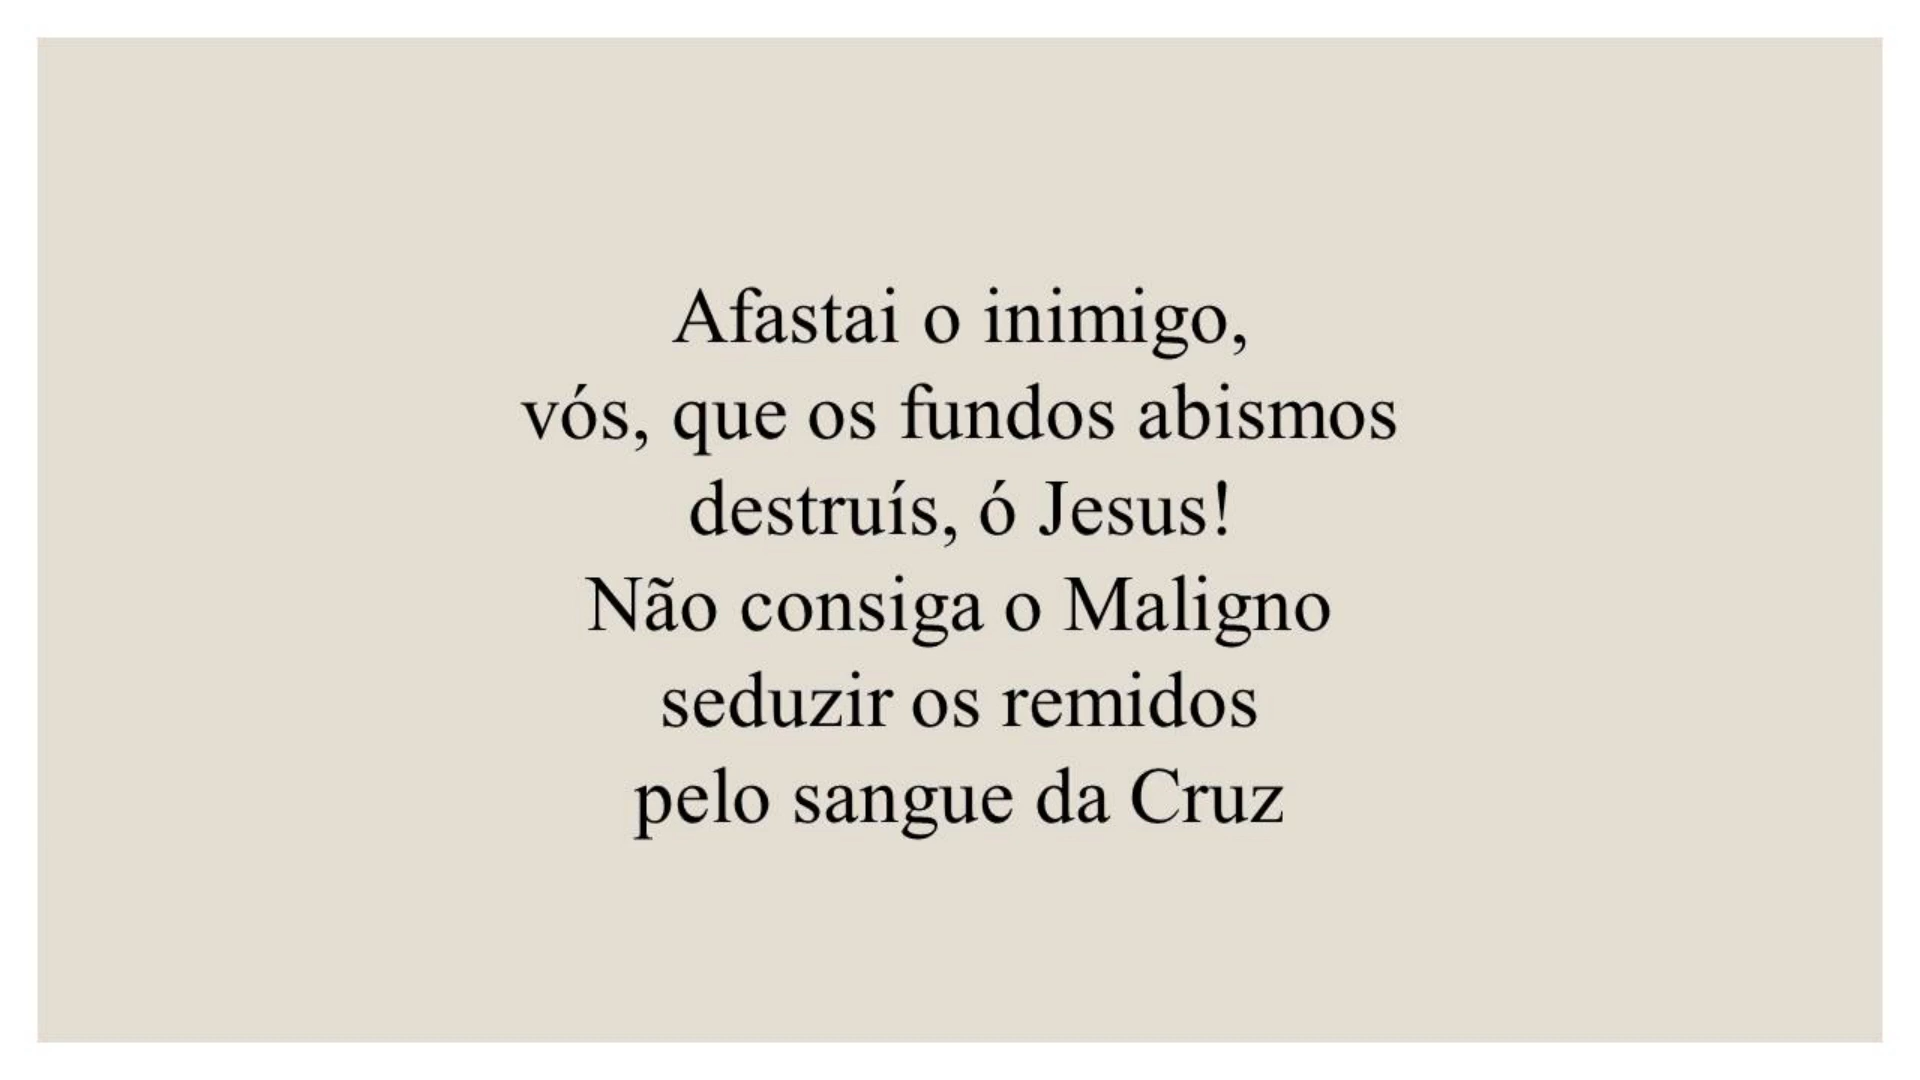 Afastai o inimigo,
vós, que os fundos abismos
destruís, ó Jesus!
Não consiga o Maligno
seduzir os remidos
pelo sangue da Cruz